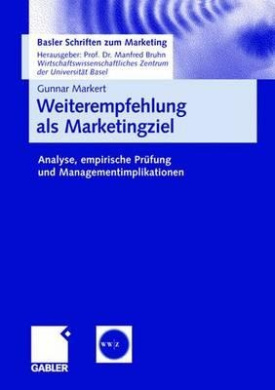 Basler Schriften zum Marketing
Herausgeber: Prof. Dr. Manfred Bruhn
Wirtschaftswissenschaftliches Zentrum
der Universität Basel
Gunnar Markert
Weiterempfehlung
als Marketingziel
Analyse, empirische Prüfung
und Managementimplikationen
GABLER
WWZ